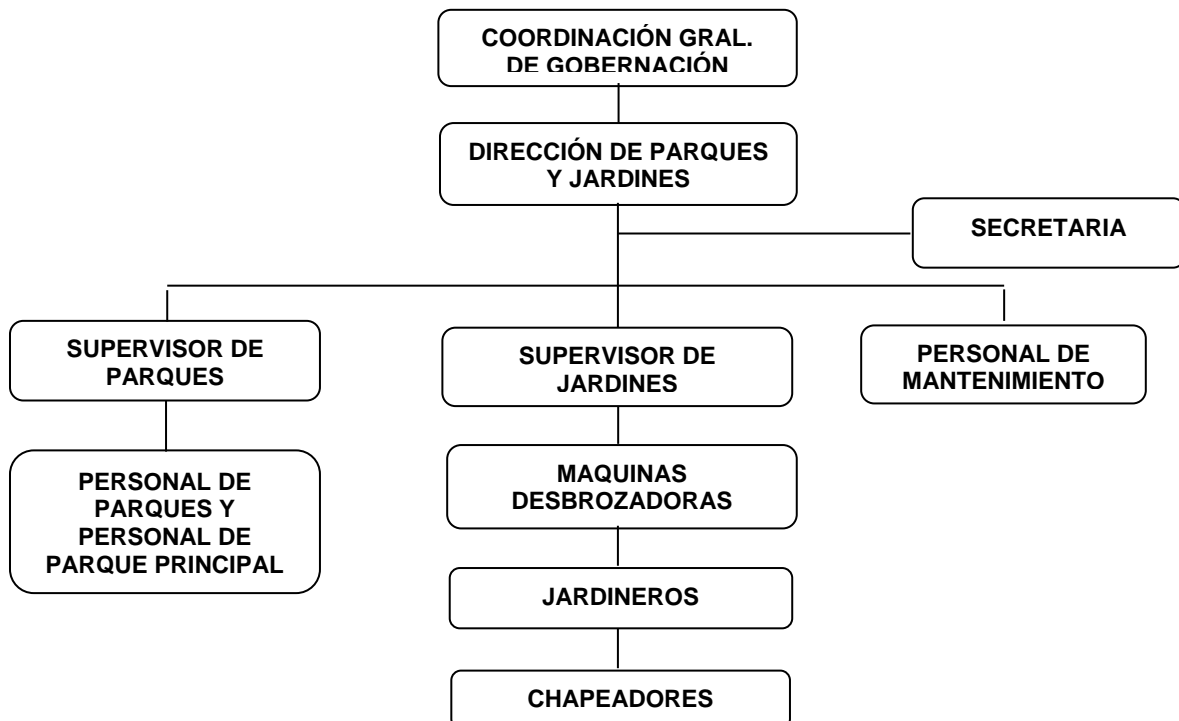 COORDINACIÓN GRAL.
DE GOBERNACIÓN
DIRECCIÓN DE PARQUES
Y JARDINES
SECRETARIA
SUPERVISOR DE
PARQUES
SUPERVISOR DE
JARDINES
PERSONAL DE
MANTENIMIENTO
PERSONAL DE
PARQUES Y
PERSONAL DE
PARQUE PRINCIPAL
MAQUINAS
DESBROZADORAS
JARDINEROS
CHAPEADORES